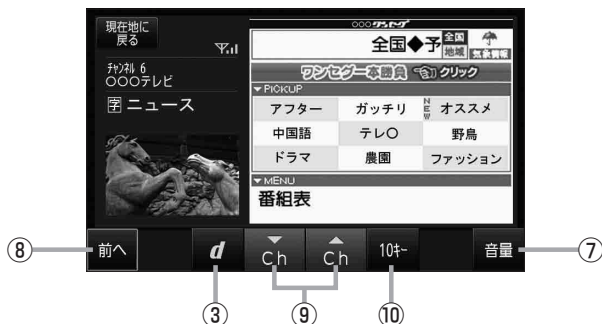 現在地に
戻る
チャンネル 6
○○○テレビ
字 ニュース
○○○ワンセグ
全国◆予
全国
地域
天気情報
ワンセグ一本勝負 クリック
▼PICKUP
アフター ガッチリ NEW オススメ
中国語 テレ○ 野鳥
ドラマ 農園 ファッション
▼MENU
番組表
⑧ 前へ d ▼Ch ▲Ch 10キー 音量 ⑦
③ ⑨ ⑩